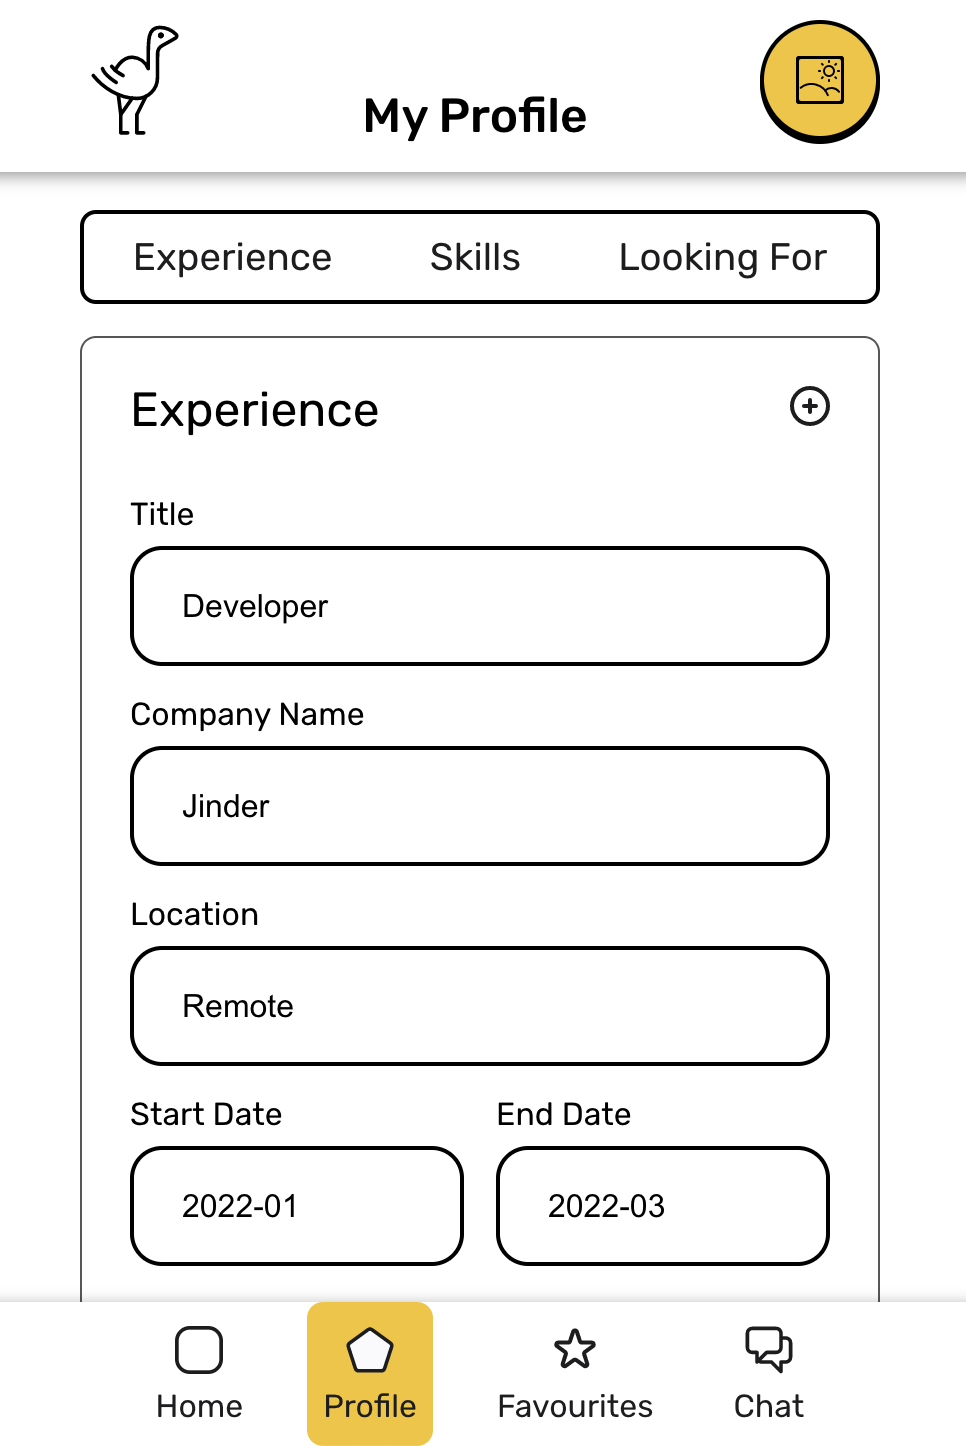 My Profile
Experience Skills Looking For
Experience
Title
Developer
Company Name
Jinder
Location
Remote
Start Date End Date
2022-01 2022-03
Home Profile Favourites Chat